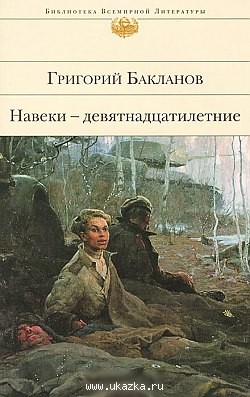 Библиотека Всемирной Литературы
Григорий Бакланов
Навеки – девятнадцатилетние
www.ukazka.ru